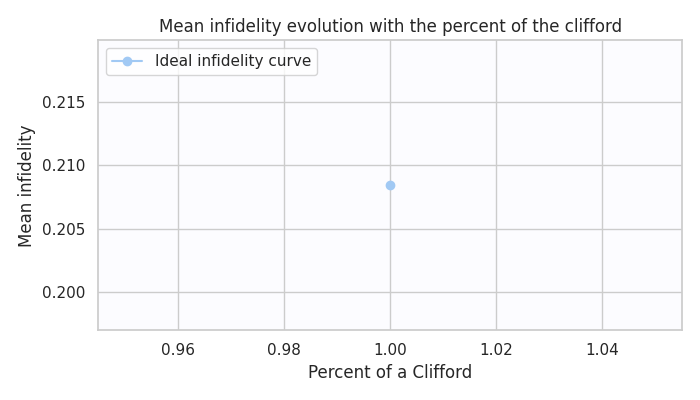 Mean infidelity evolution with the percent of the clifford
Ideal infidelity curve
Mean infidelity
0.215
0.210
0.205
0.200
0.96 0.98 1.00 1.02 1.04
Percent of a Clifford